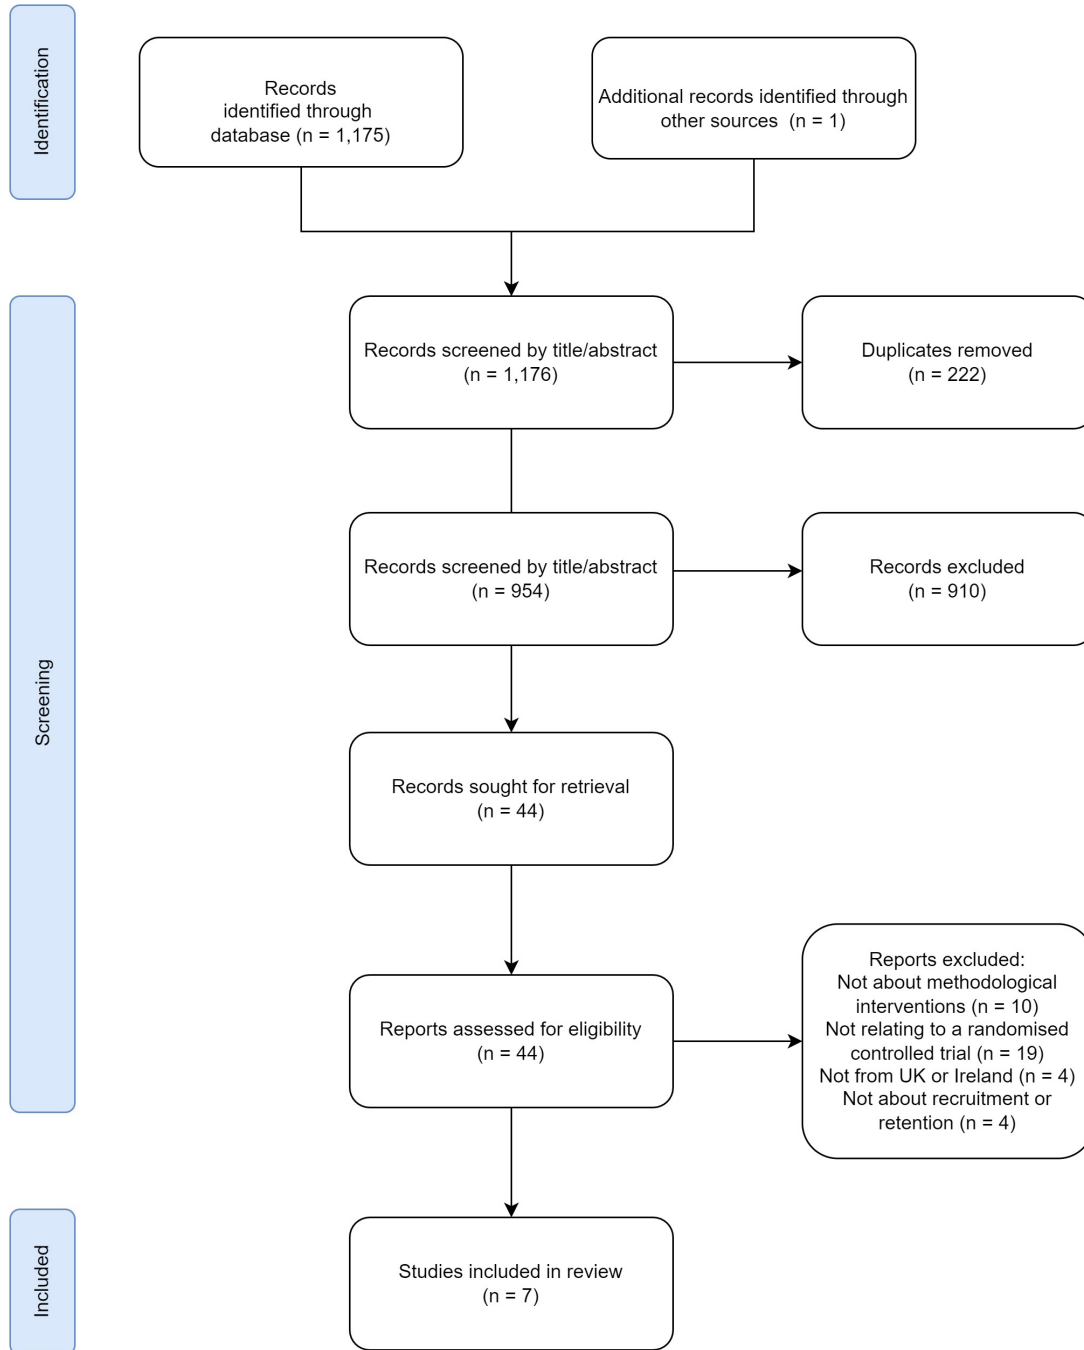 Identification
Records
identified through
database (n = 1,175)
Additional records identified through
other sources  (n = 1)
Screening
Records screened by title/abstract
(n = 1,176)
Duplicates removed
(n = 222)
Records screened by title/abstract
(n = 954)
Records excluded
(n = 910)
Records sought for retrieval
(n = 44)
Reports assessed for eligibility
(n = 44)
Reports excluded:
Not about methodological
interventions (n = 10)
Not relating to a randomised
controlled trial (n = 19)
Not from UK or Ireland (n = 4)
Not about recruitment or
retention (n = 4)
Included
Studies included in review
(n = 7)